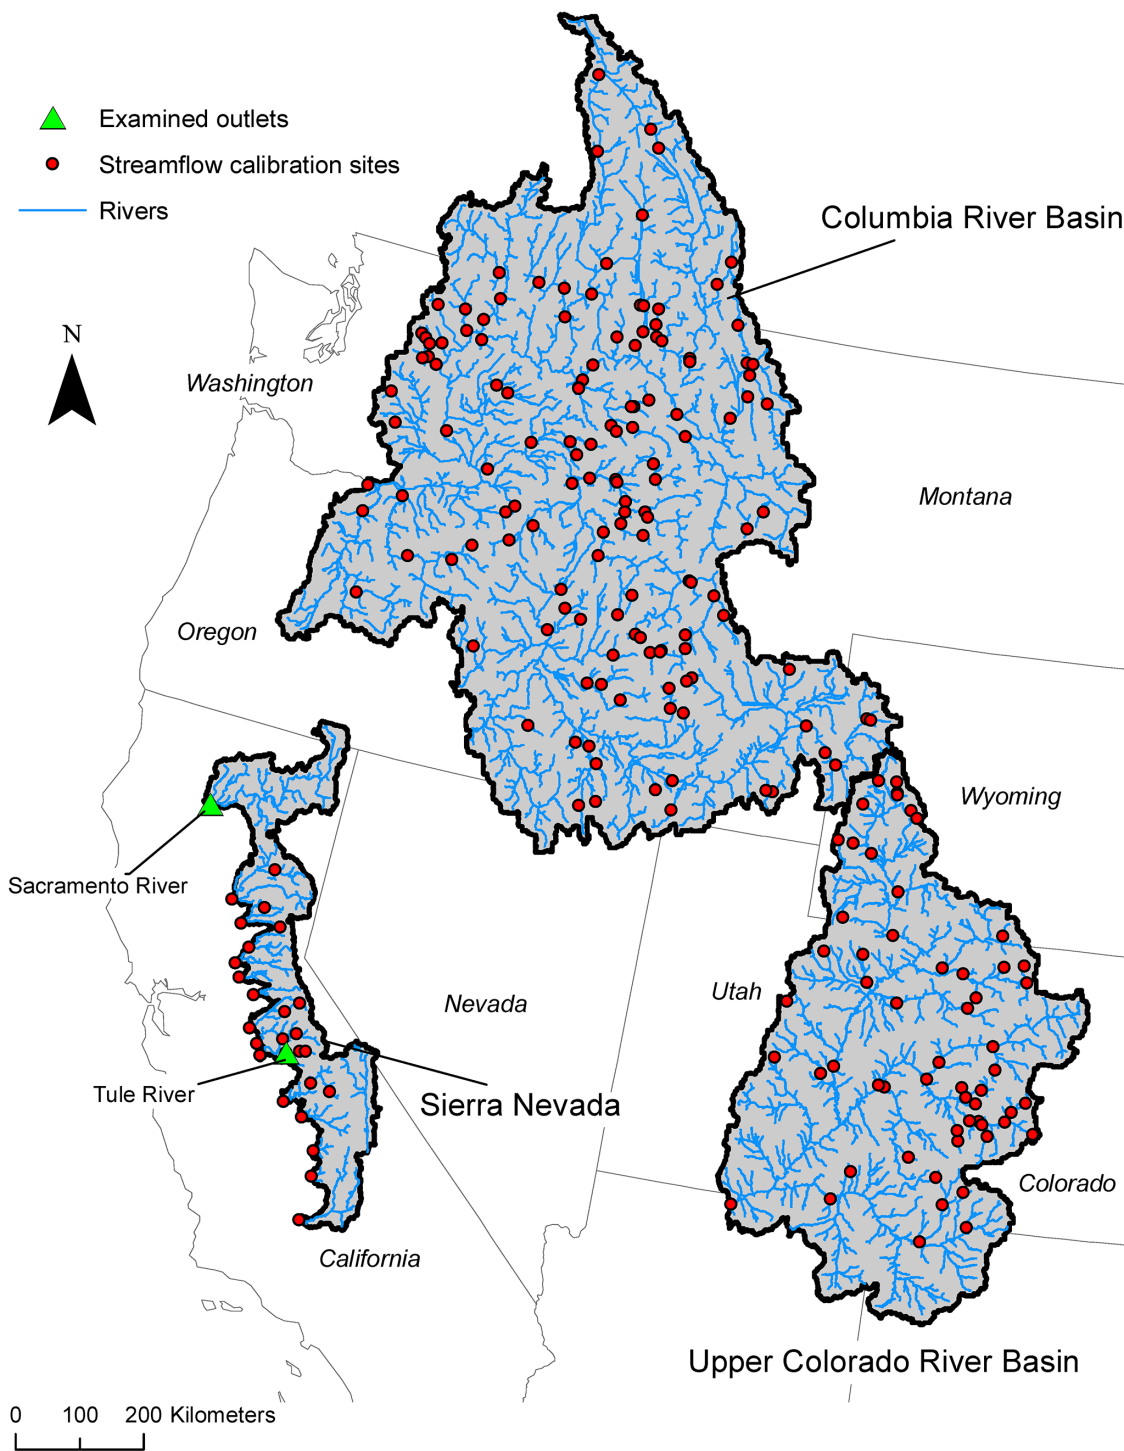 Examined outlets
Streamflow calibration sites
Rivers
Columbia River Basin
N
Washington
Montana
Oregon
Wyoming
Sacramento River
Utah
Nevada
Tule River
Sierra Nevada
Colorado
California
Upper Colorado River Basin
0 100 200 Kilometers